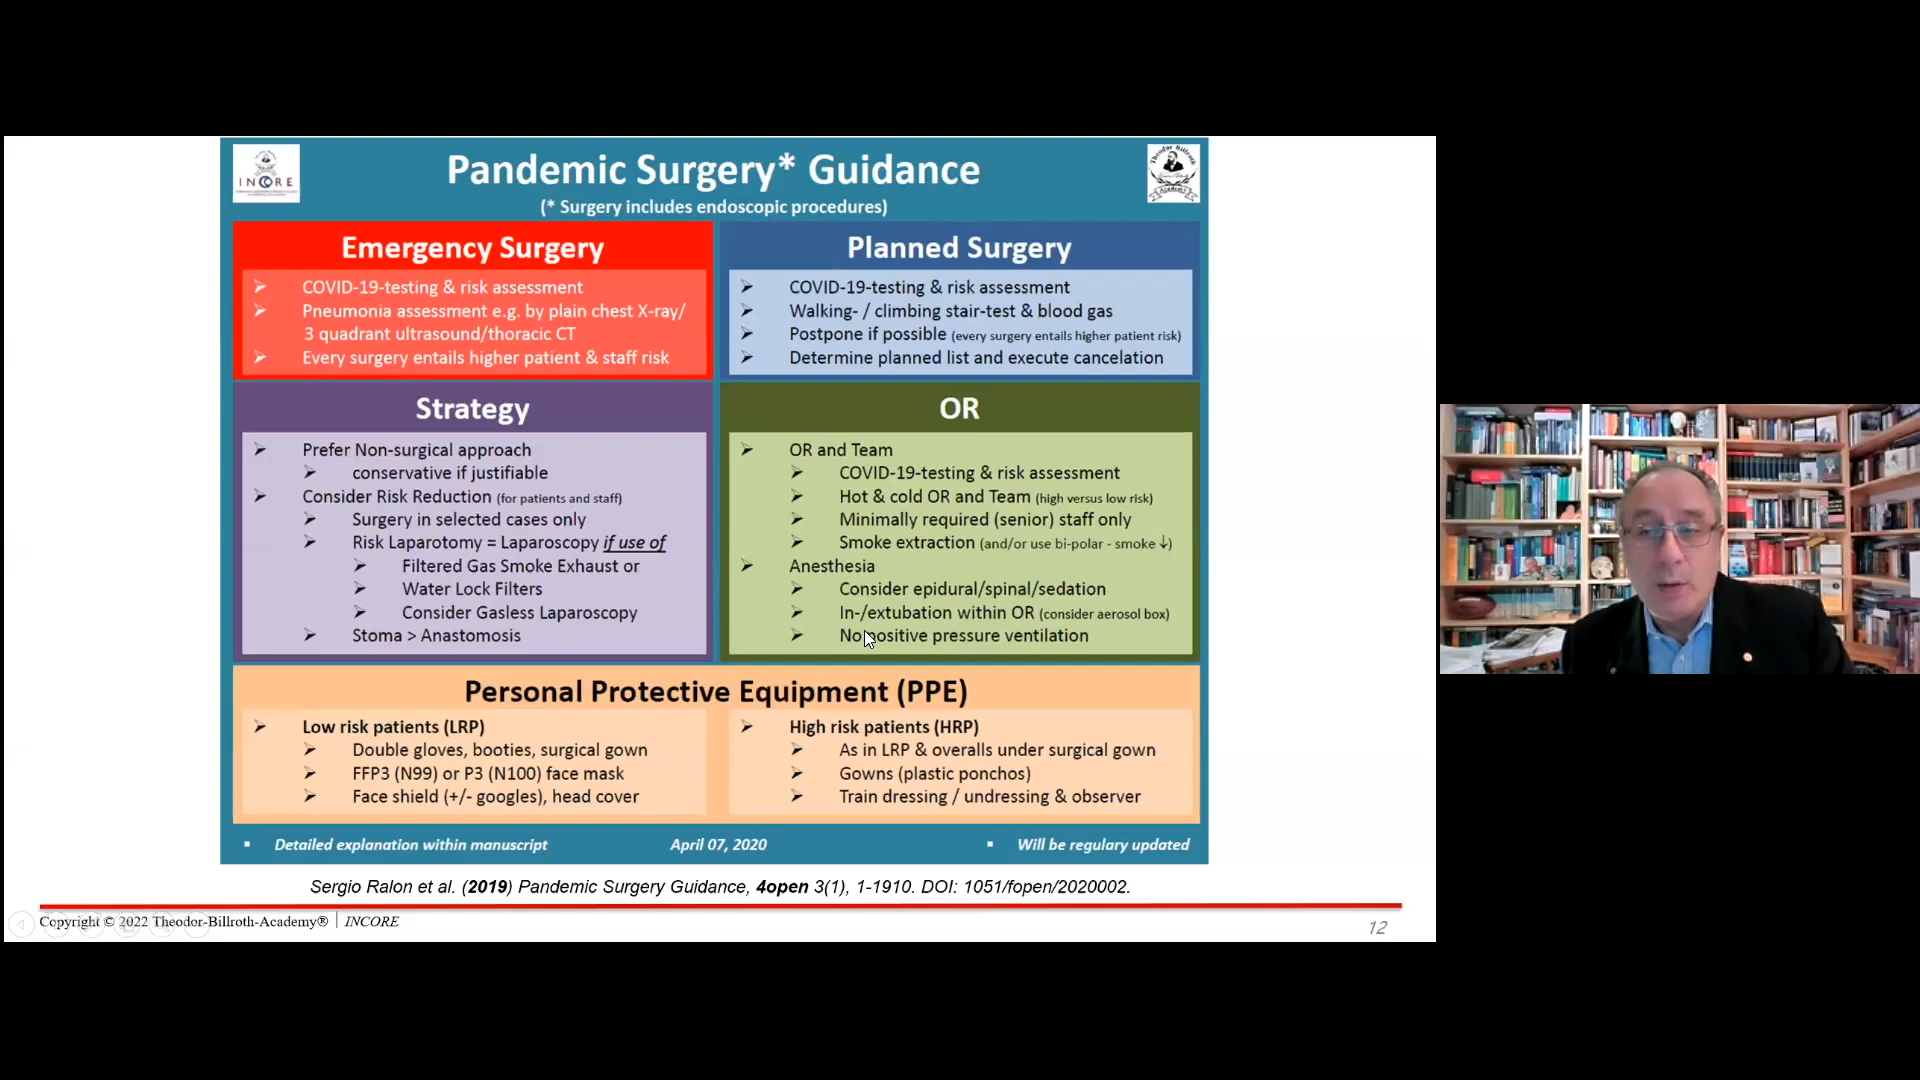 INCORE
Theodor Billroth
Academy
Pandemic Surgery* Guidance
(* Surgery includes endoscopic procedures)
Emergency Surgery
COVID-19-testing & risk assessment
Pneumonia assessment e.g. by plain chest X-ray/
3 quadrant ultrasound/thoracic CT
Every surgery entails higher patient & staff risk
Planned Surgery
COVID-19-testing & risk assessment
Walking- / climbing stair-test & blood gas
Postpone if possible (every surgery entails higher patient risk)
Determine planned list and execute cancelation
Strategy
Prefer Non-surgical approach
conservative if justifiable
Consider Risk Reduction (for patients and staff)
Surgery in selected cases only
Risk Laparotomy = Laparoscopy if use of
Filtered Gas Smoke Exhaust or
Water Lock Filters
Consider Gasless Laparoscopy
Stoma > Anastomosis
OR
OR and Team
COVID-19-testing & risk assessment
Hot & cold OR and Team (high versus low risk)
Minimally required (senior) staff only
Smoke extraction (and/or use bi-polar - smoke ↓)
Anesthesia
Consider epidural/spinal/sedation
In-/extubation within OR (consider aerosol box)
No positive pressure ventilation
Personal Protective Equipment (PPE)
Low risk patients (LRP)
Double gloves, booties, surgical gown
FFP3 (N99) or P3 (N100) face mask
Face shield (+/- googles), head cover
High risk patients (HRP)
As in LRP & overalls under surgical gown
Gowns (plastic ponchos)
Train dressing / undressing & observer
Detailed explanation within manuscript
April 07, 2020
Will be regulary updated
Sergio Ralon et al. (2019) Pandemic Surgery Guidance, 4open 3(1), 1-1910. DOI: 1051/fopen/2020002.
Copyright © 2022 Theodor-Billroth-Academy® | INCORE
12